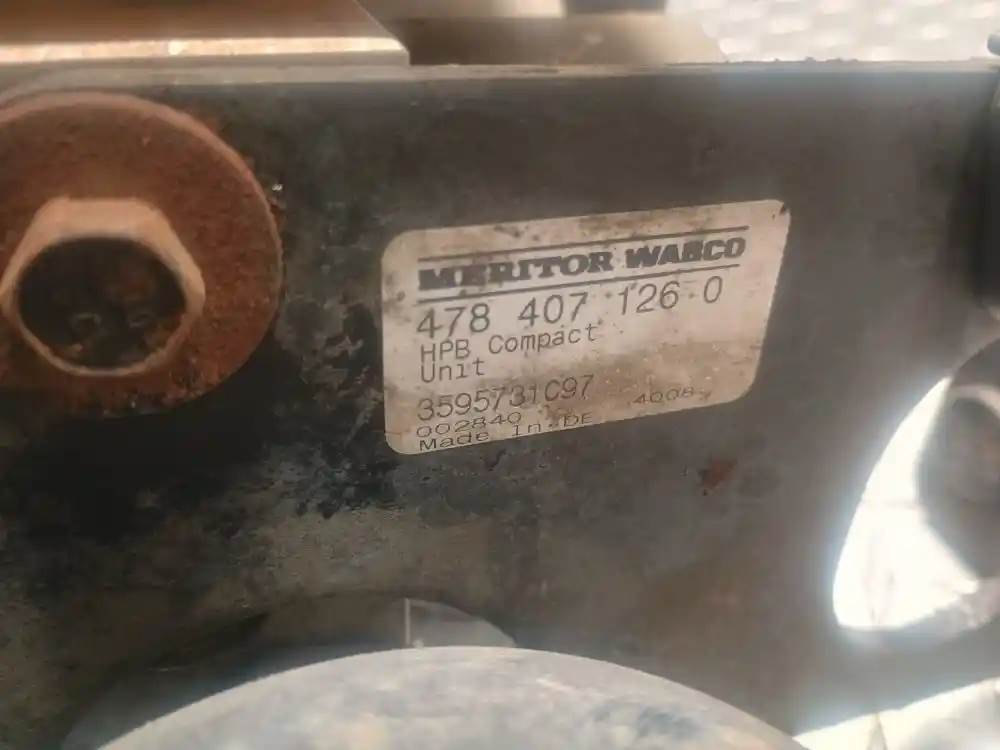 MERITOR WABCO
478 407 126 0
HPB Compact
Unit
3595731C97
002840
Made In DE